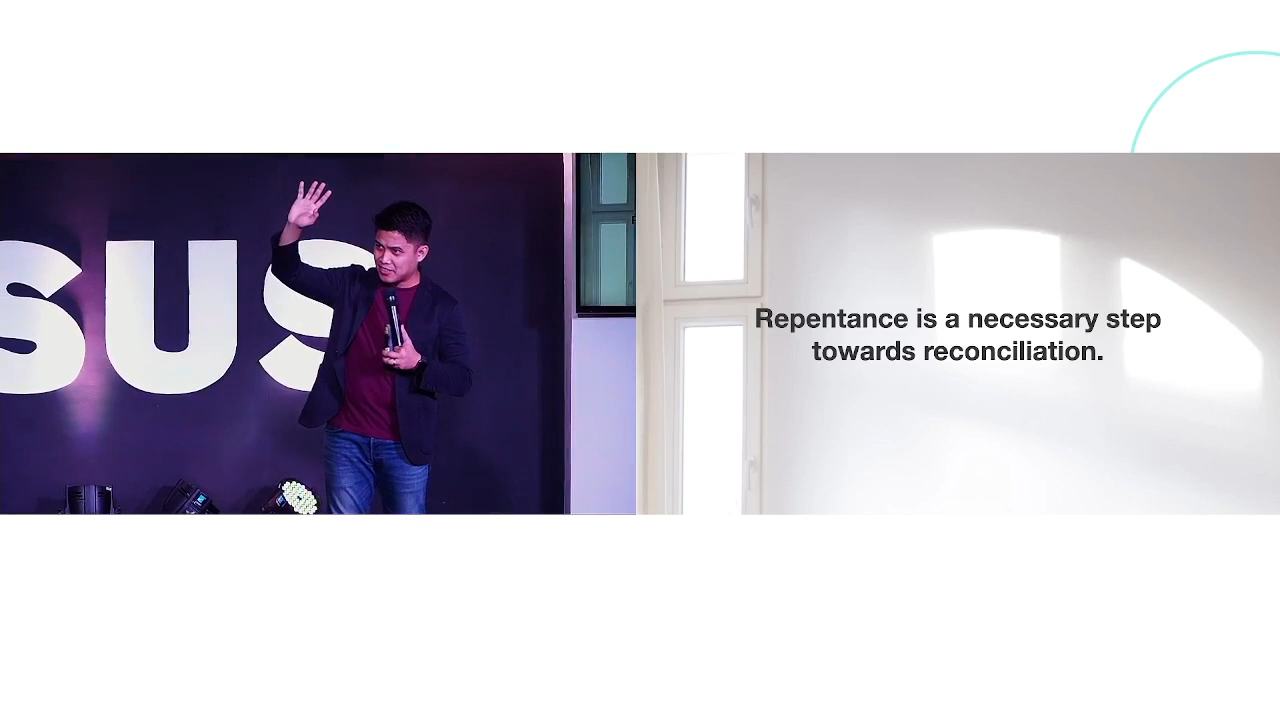 SUS
Repentance is a necessary step
towards reconciliation.